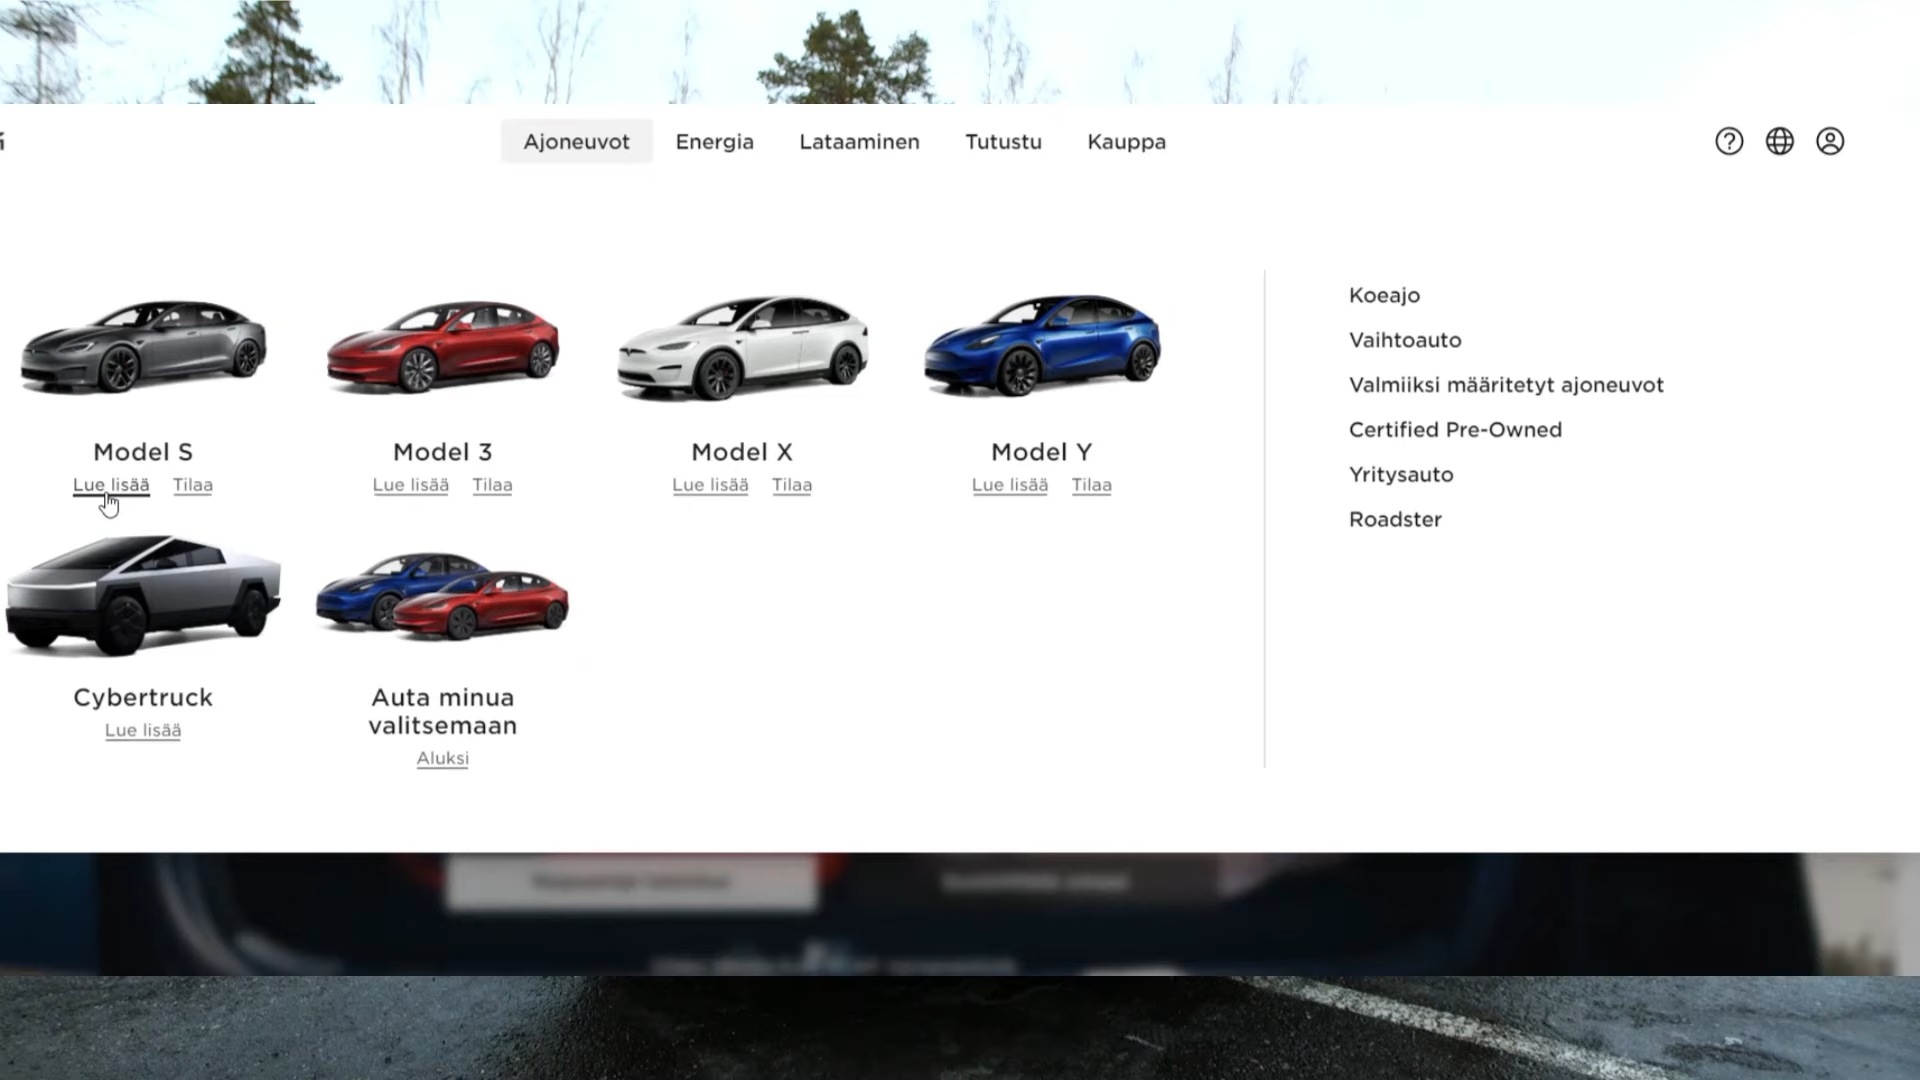 Ajoneuvot Energia Lataaminen Tutustu Kauppa
Model S
Lue lisää Tilaa
Model 3
Lue lisää Tilaa
Model X
Lue lisää Tilaa
Model Y
Lue lisää Tilaa
Cybertruck
Lue lisää
Auta minua
valitsemaan
Aluksi
Koeajo
Vaihtoauto
Valmiiksi määritetyt ajoneuvot
Certified Pre-Owned
Yritysauto
Roadster